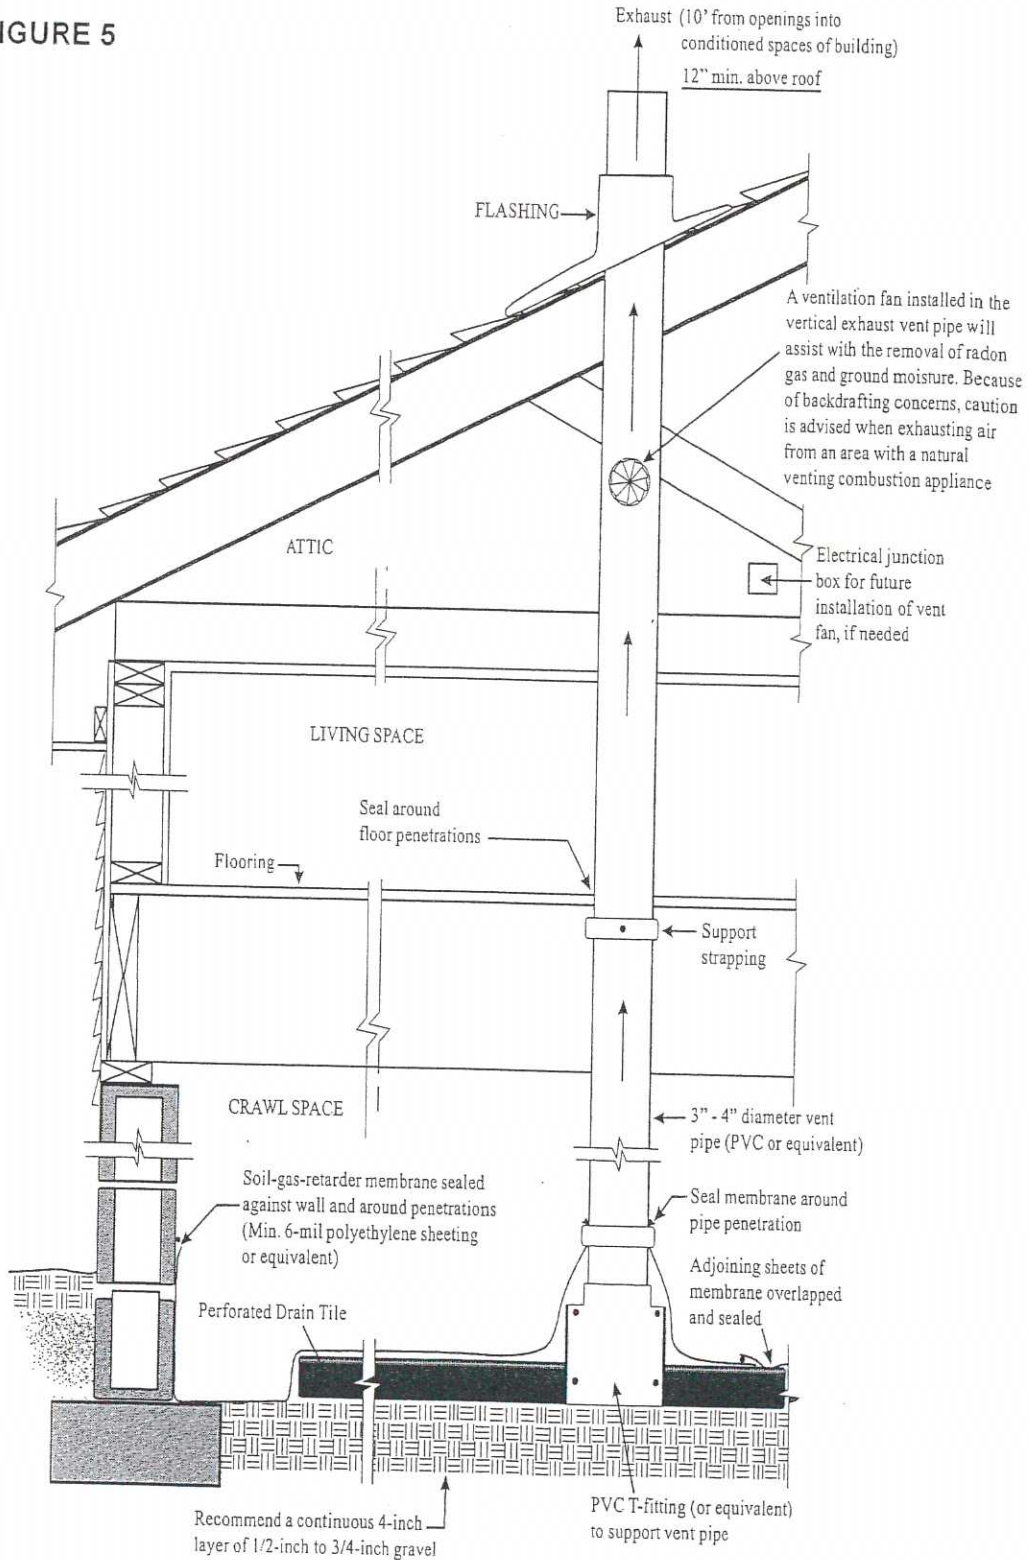 IGURE 5
Exhaust (10' from openings into
conditioned spaces of building)
12" min. above roof
FLASHING
A ventilation fan installed in the
vertical exhaust vent pipe will
assist with the removal of radon
gas and ground moisture. Because
of backdrafting concerns, caution
is advised when exhausting air
from an area with a natural
venting combustion appliance
ATTIC
Electrical junction
box for future
installation of vent
fan, if needed
LIVING SPACE
Seal around
floor penetrations
Flooring
Support
strapping
CRAWL SPACE
3" - 4" diameter vent
pipe (PVC or equivalent)
Soil-gas-retarder membrane sealed
against wall and around penetrations
(Min. 6-mil polyethylene sheeting
or equivalent)
Seal membrane around
pipe penetration
Adjoining sheets of
membrane overlapped
and sealed
Perforated Drain Tile
PVC T-fitting (or equivalent)
to support vent pipe
Recommend a continuous 4-inch
layer of 1/2-inch to 3/4-inch gravel